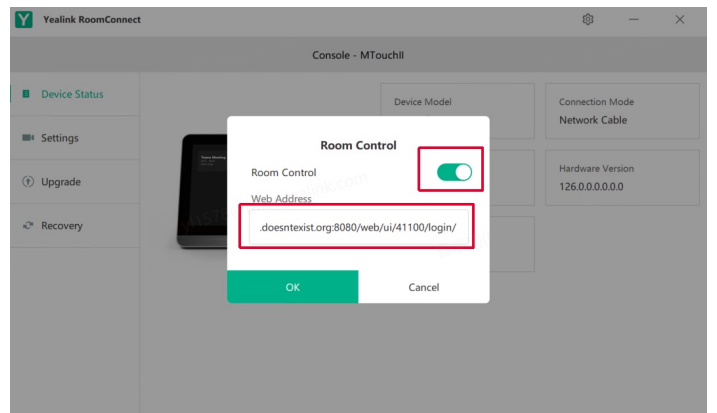 Yealink RoomConnect
Console - MTouchII
Device Status
Settings
Upgrade
Recovery
Device Model
Connection Mode
Network Cable
Hardware Version
126.0.0.0.0.0
Room Control
Room Control
Web Address
.doesntexist.org:8080/web/ui/41100/login/
OK
Cancel